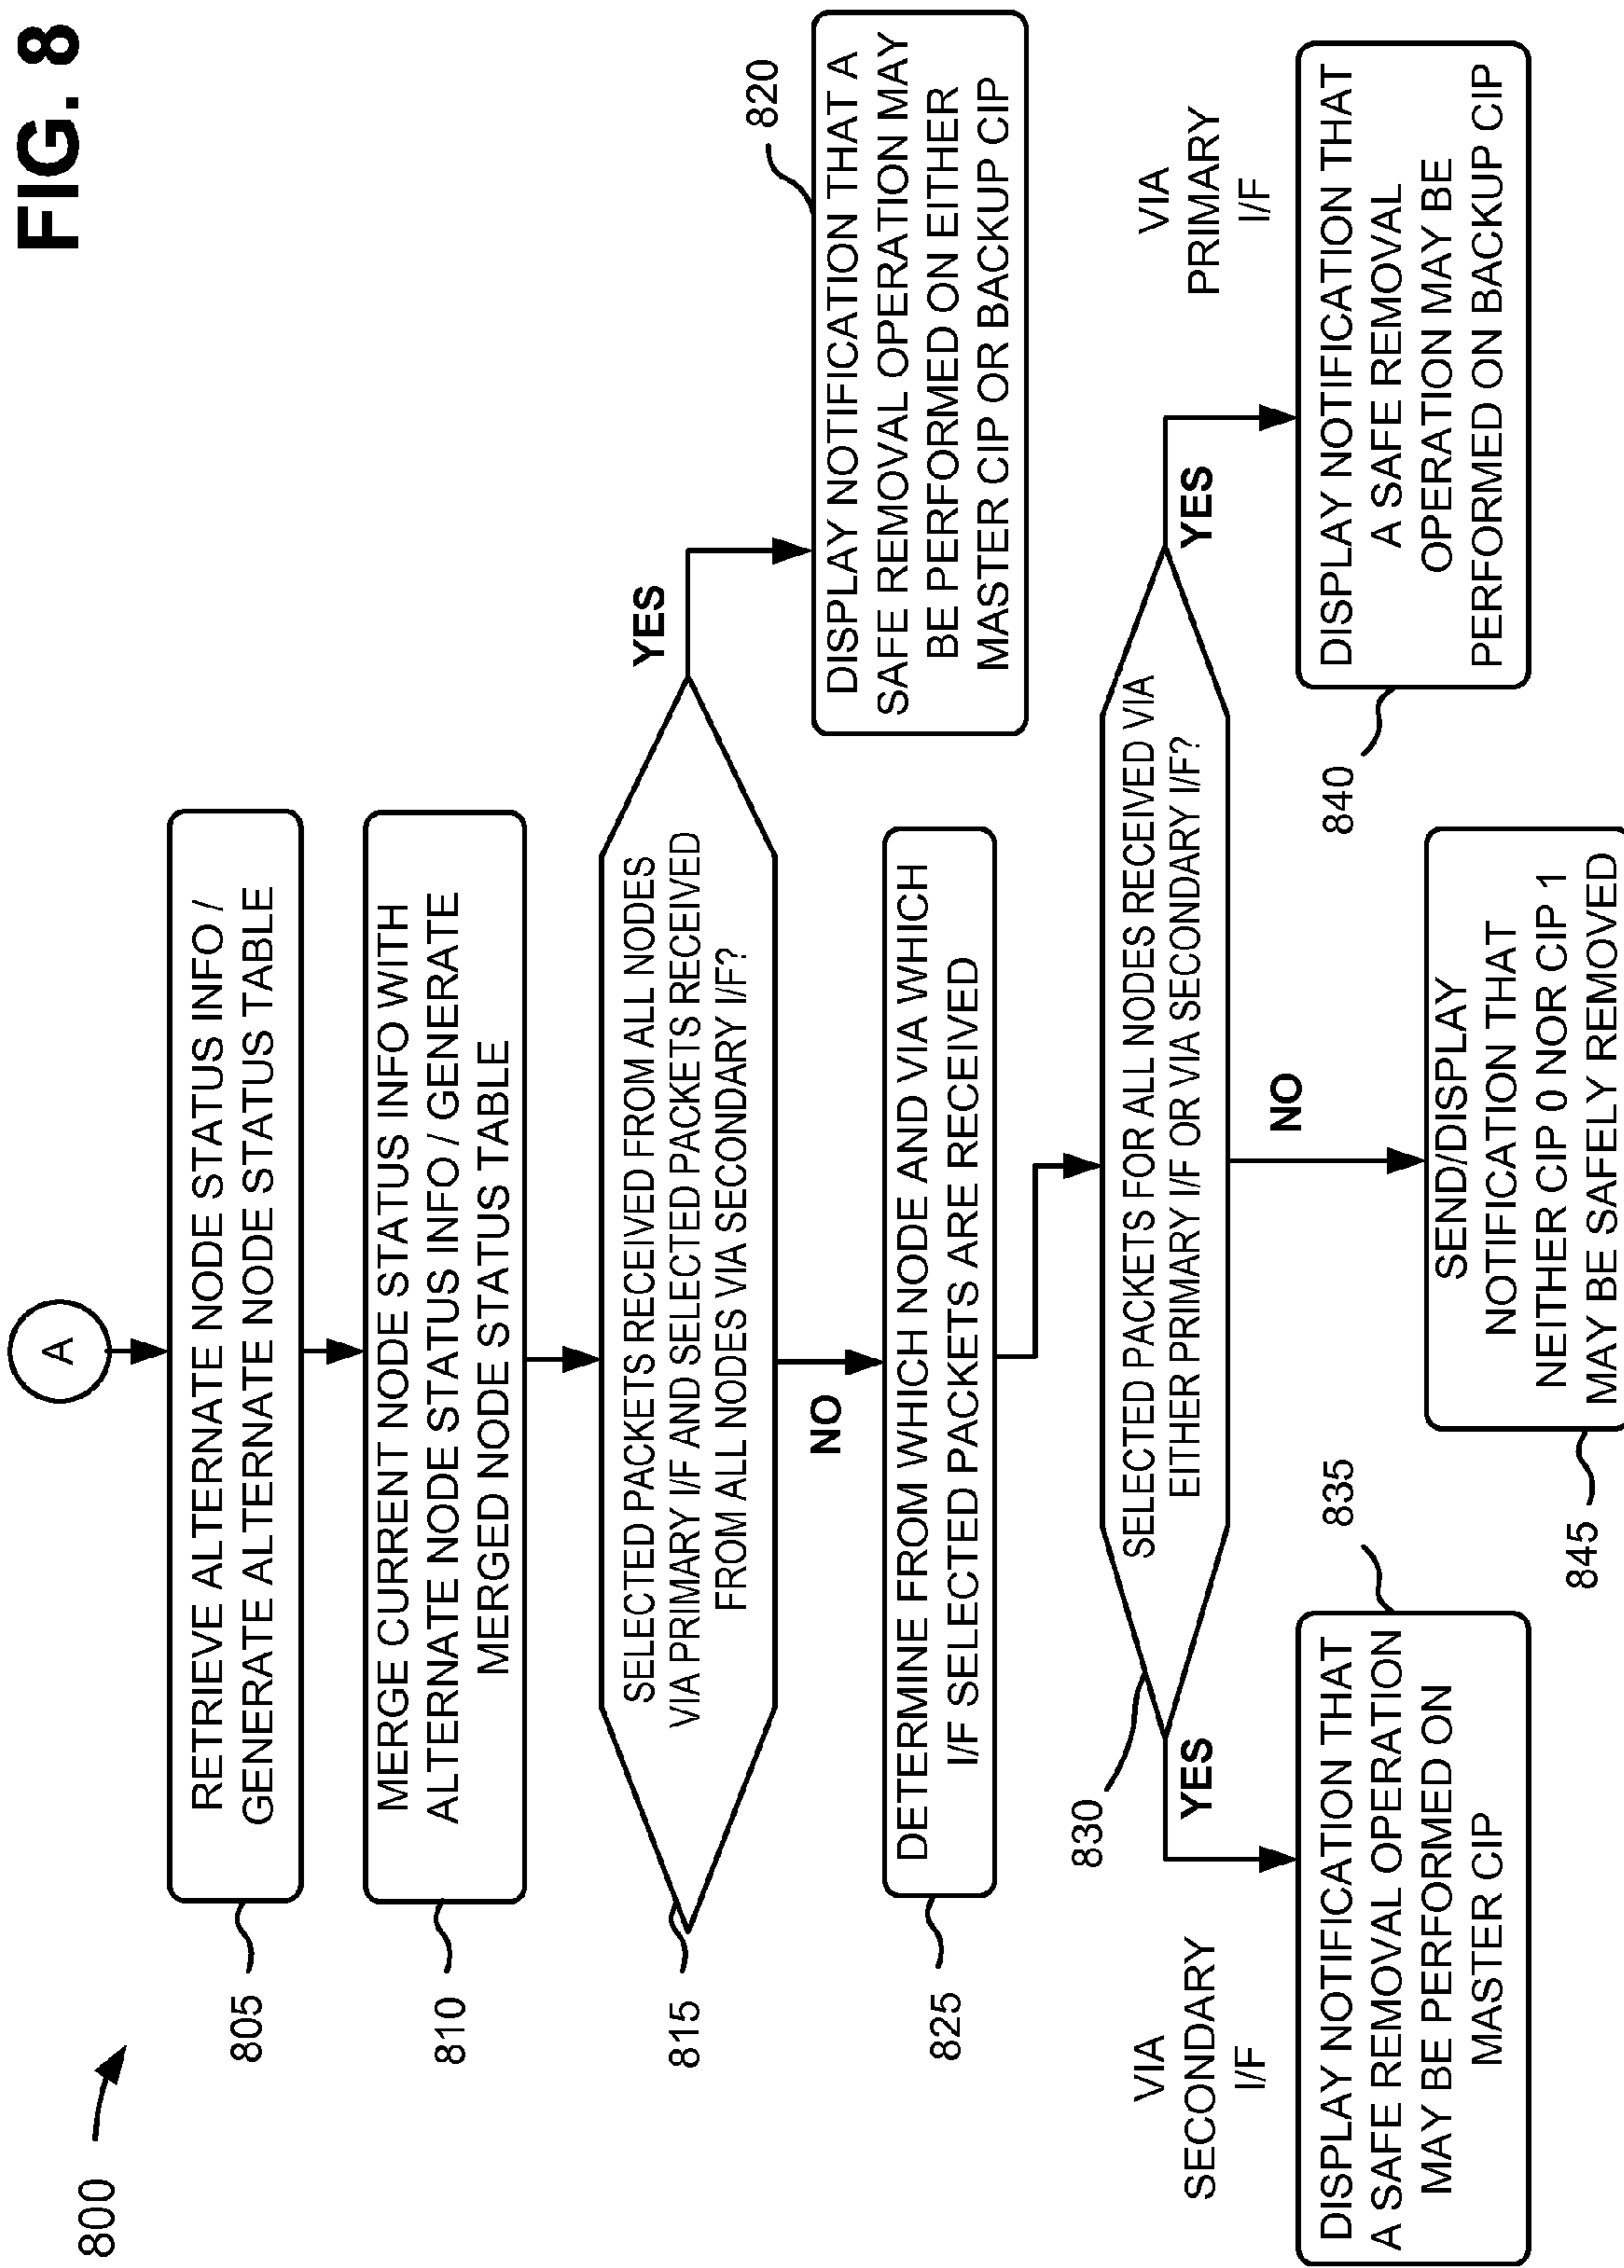 FIG. 8
800
A
805
RETRIEVE ALTERNATE NODE STATUS INFO /
GENERATE ALTERNATE NODE STATUS TABLE
810
MERGE CURRENT NODE STATUS INFO WITH
ALTERNATE NODE STATUS INFO / GENERATE
MERGED NODE STATUS TABLE
815
SELECTED PACKETS RECEIVED FROM ALL NODES
VIA PRIMARY I/F AND SELECTED PACKETS RECEIVED
FROM ALL NODES VIA SECONDARY I/F?
YES
820
DISPLAY NOTIFICATION THAT A
SAFE REMOVAL OPERATION MAY
BE PERFORMED ON EITHER
MASTER CIP OR BACKUP CIP
NO
825
DETERMINE FROM WHICH NODE AND VIA WHICH
I/F SELECTED PACKETS ARE RECEIVED
830
SELECTED PACKETS FOR ALL NODES RECEIVED VIA
EITHER PRIMARY I/F OR VIA SECONDARY I/F?
VIA
SECONDARY
I/F
YES
835
DISPLAY NOTIFICATION THAT
A SAFE REMOVAL OPERATION
MAY BE PERFORMED ON
MASTER CIP
NO
845
SEND/DISPLAY
NOTIFICATION THAT
NEITHER CIP 0 NOR CIP 1
MAY BE SAFELY REMOVED
YES
VIA
PRIMARY
I/F
840
DISPLAY NOTIFICATION THAT
A SAFE REMOVAL
OPERATION MAY BE
PERFORMED ON BACKUP CIP